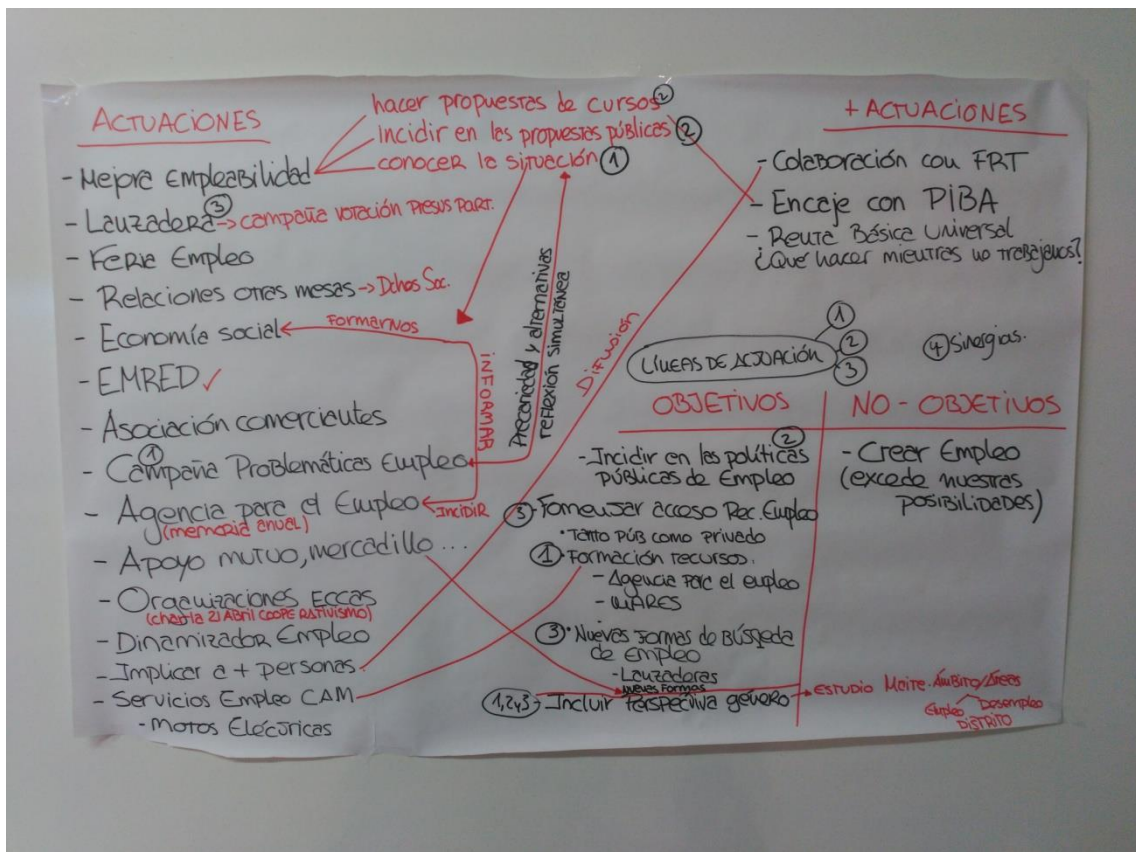 ACTUACIONES
hacer propuestas de cursos ②
Incidir en las propuestas públicas ②
conocer la situación ①
- Mejora Empleabilidad
- Lanzadera ③ → campaña votación Presus Part.
- Feria Empleo
- Relaciones otras mesas → Dchos Soc.
- Economía social
Formarnos
- EMRED ✓
- Asociación comerciantes
①
- Campaña Problemáticas Empleo
- Agencia para el Empleo
Incidir
(memoria anual)
- Apoyo mutuo, mercadillo ...
- Organizaciones Eccas
(charla 21 Abril COOPERATIVISMO)
- Dinamizador Empleo
- Implicar a + personas
- Servicios Empleo CAM
- Motos Eléctricas
INFORMAR
Precariedad y alternativas
reflexión simultánea
Difusión
+ ACTUACIONES
- Colaboración con FRT
- Encaje con PIBA
- Renta Básica Universal
¿Qué hacer mientras no trabajamos?
LÍNEAS DE ACTUACIÓN
①
②
③
④ Sinergias.
OBJETIVOS
②
- Incidir en las políticas
públicas de Empleo
③ - Fomentar acceso Rec. Empleo
• Tanto púb como privado
① - Formación recursos.
- Agencia para el empleo
- MARES
③ • Nuevas formas de búsqueda
de empleo
- Lanzadoras
Nuevas Formas
①,②,③ - Incluir Perspectiva género
→ ESTUDIO Maite. Ámbito/Áreas
Empleo Desempleo
DISTRITO
NO - OBJETIVOS
- Crear Empleo
(excede nuestras
posibilidades)